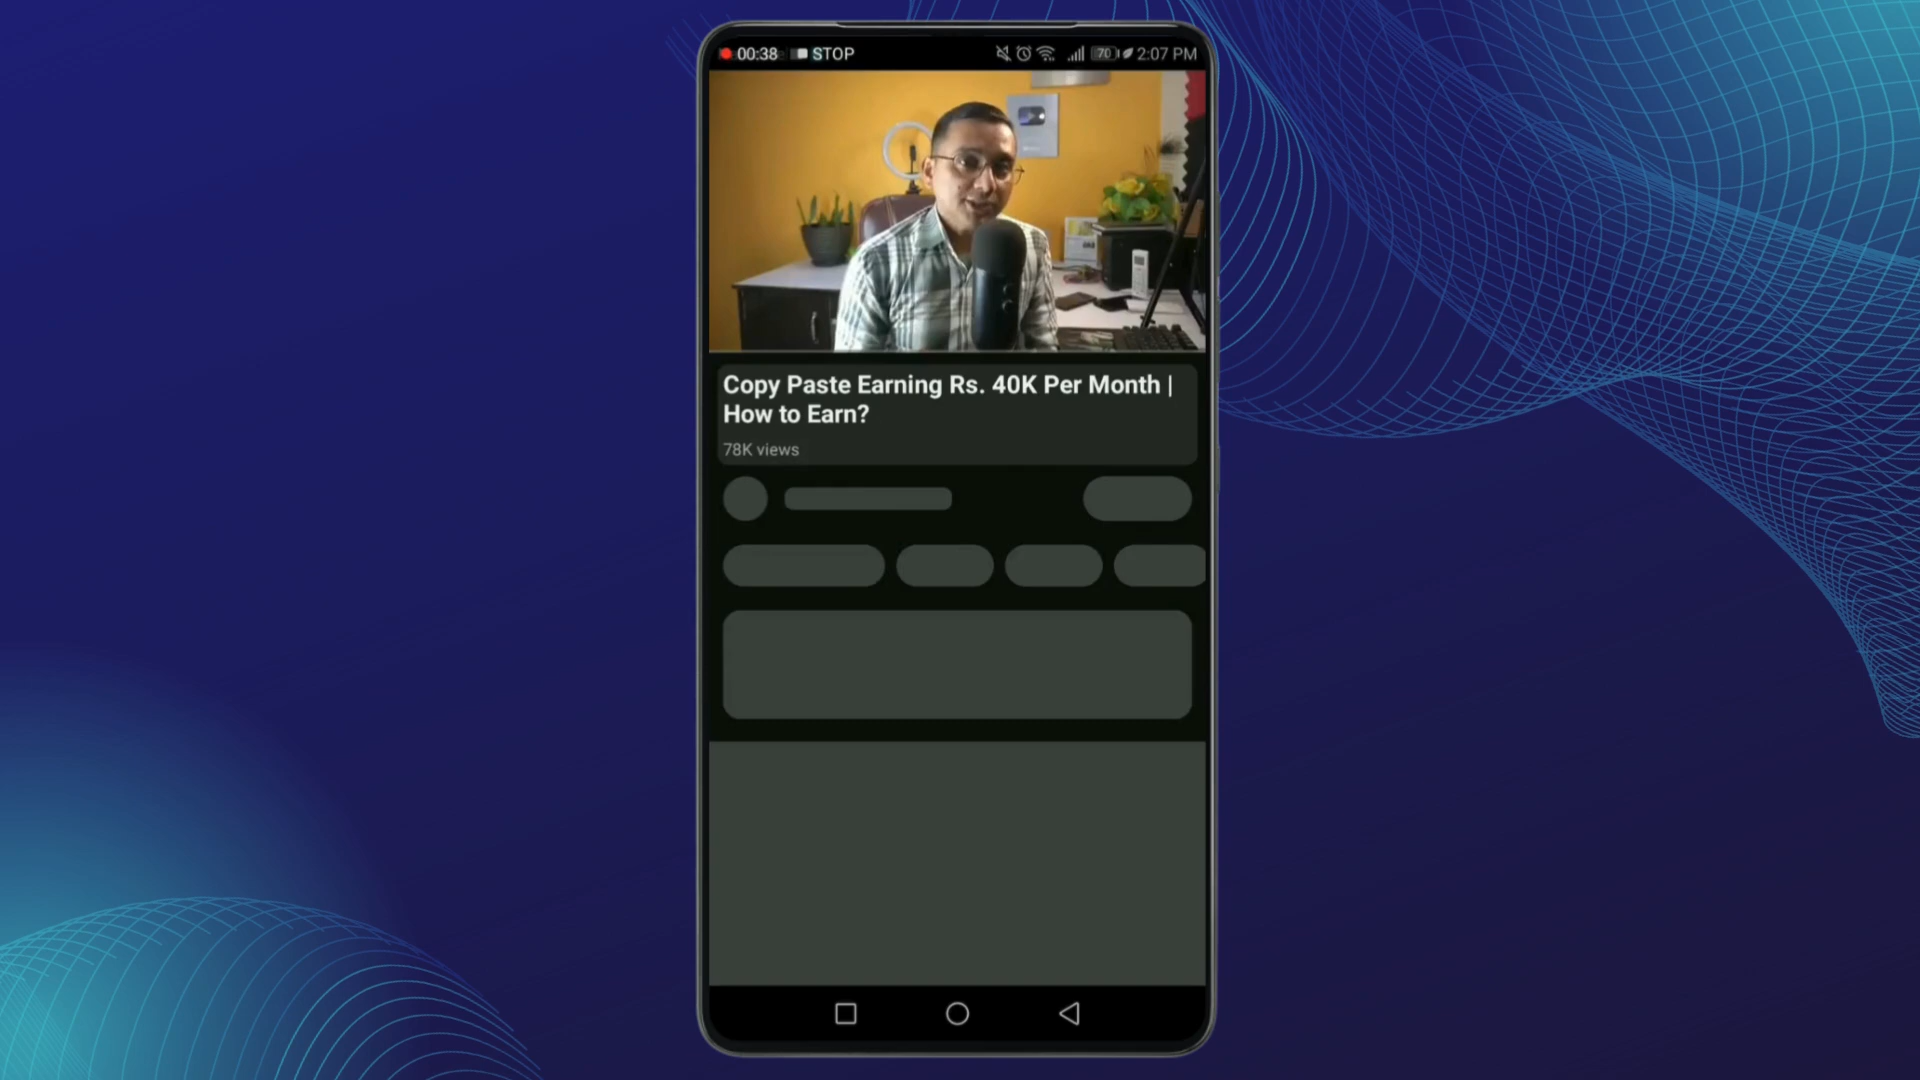 00:38 STOP 70 2:07 PM
Copy Paste Earning Rs. 40K Per Month |
How to Earn?
78K views